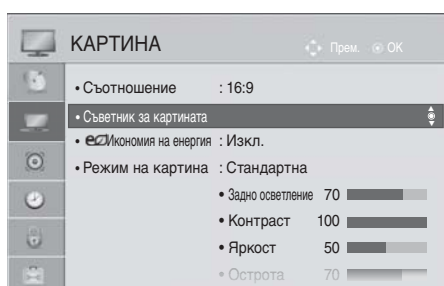 КАРТИНА
Прем. OK
• Съотношение : 16:9
• Съветник за картината
• Икономия на енергия : Изкл.
• Режим на картина : Стандартна
• Задно осветление 70
• Контраст 100
• Яркост 50
• Острота 70